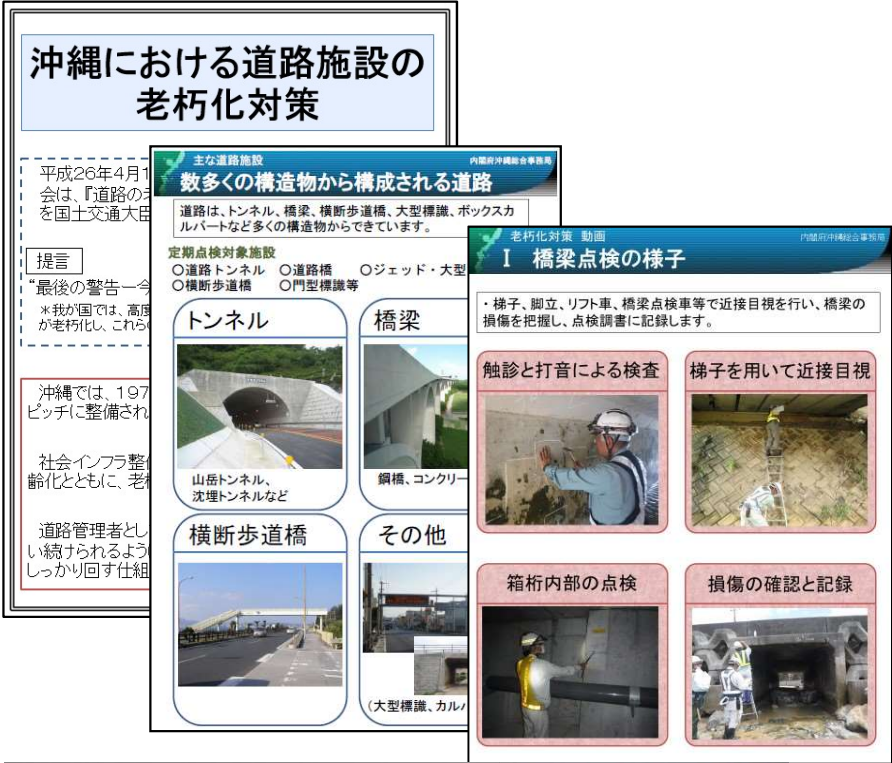 沖縄における道路施設の
老朽化対策
平成26年4月1
会は、『道路の老
を国土交通大臣
提言
“最後の警告ー今
＊我が国では、高度
が老朽化し、これらの
沖縄では、197
ピッチに整備され
社会インフラ整備
齢化とともに、老朽
道路管理者とし
い続けられるよう
しっかり回す仕組
主な道路施設
内閣府沖縄総合事務局
数多くの構造物から構成される道路
道路は、トンネル、橋梁、横断歩道橋、大型標識、ボックスカ
ルバートなど多くの構造物からできています。
定期点検対象施設
○道路トンネル　○道路橋　○ジェッド・大型
○横断歩道橋　○門型標識等
トンネル
山岳トンネル、
沈埋トンネルなど
橋梁
鋼橋、コンクリー
横断歩道橋
その他
（大型標識、カルバ
老朽化対策 動画
内閣府沖縄総合事務局
Ⅰ　橋梁点検の様子
・梯子、脚立、リフト車、橋梁点検車等で近接目視を行い、橋梁の
損傷を把握し、点検調書に記録します。
触診と打音による検査
梯子を用いて近接目視
箱桁内部の点検
損傷の確認と記録